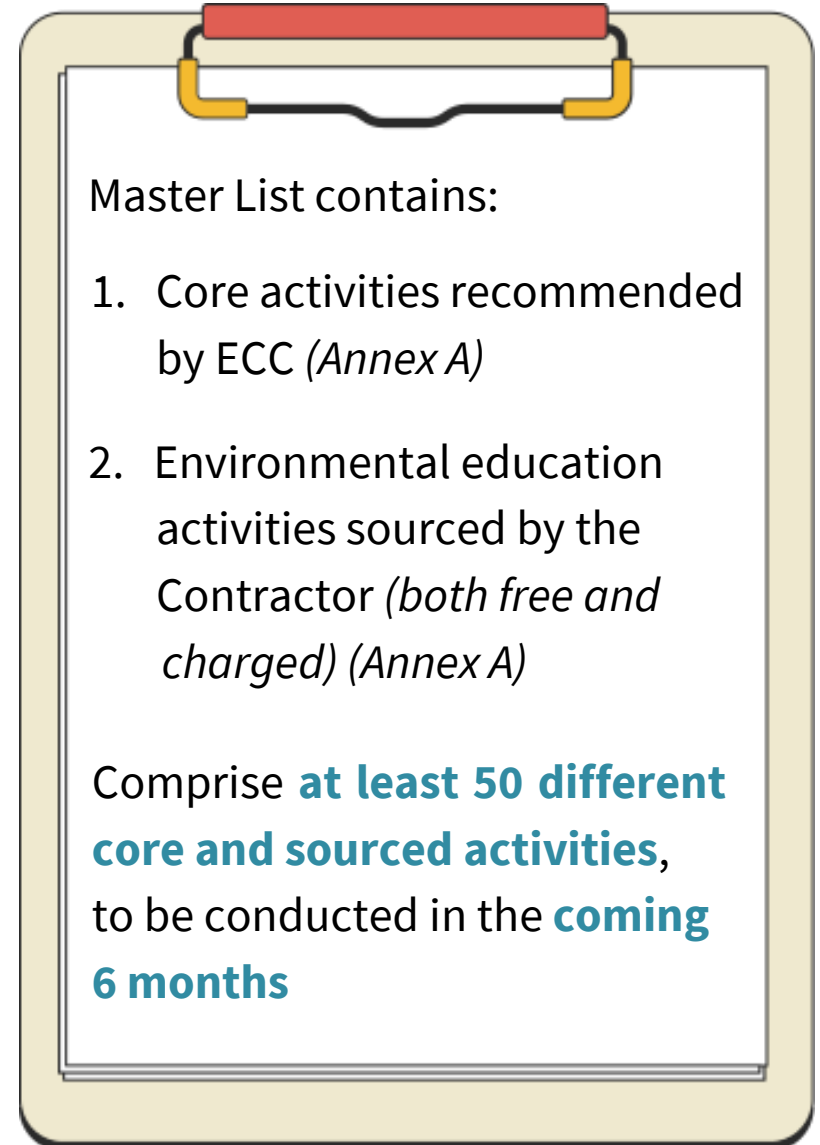 Master List contains:
1. Core activities recommended
by ECC (Annex A)
2. Environmental education
activities sourced by the
Contractor (both free and
charged) (Annex A)
Comprise at least 50 different
core and sourced activities,
to be conducted in the coming
6 months